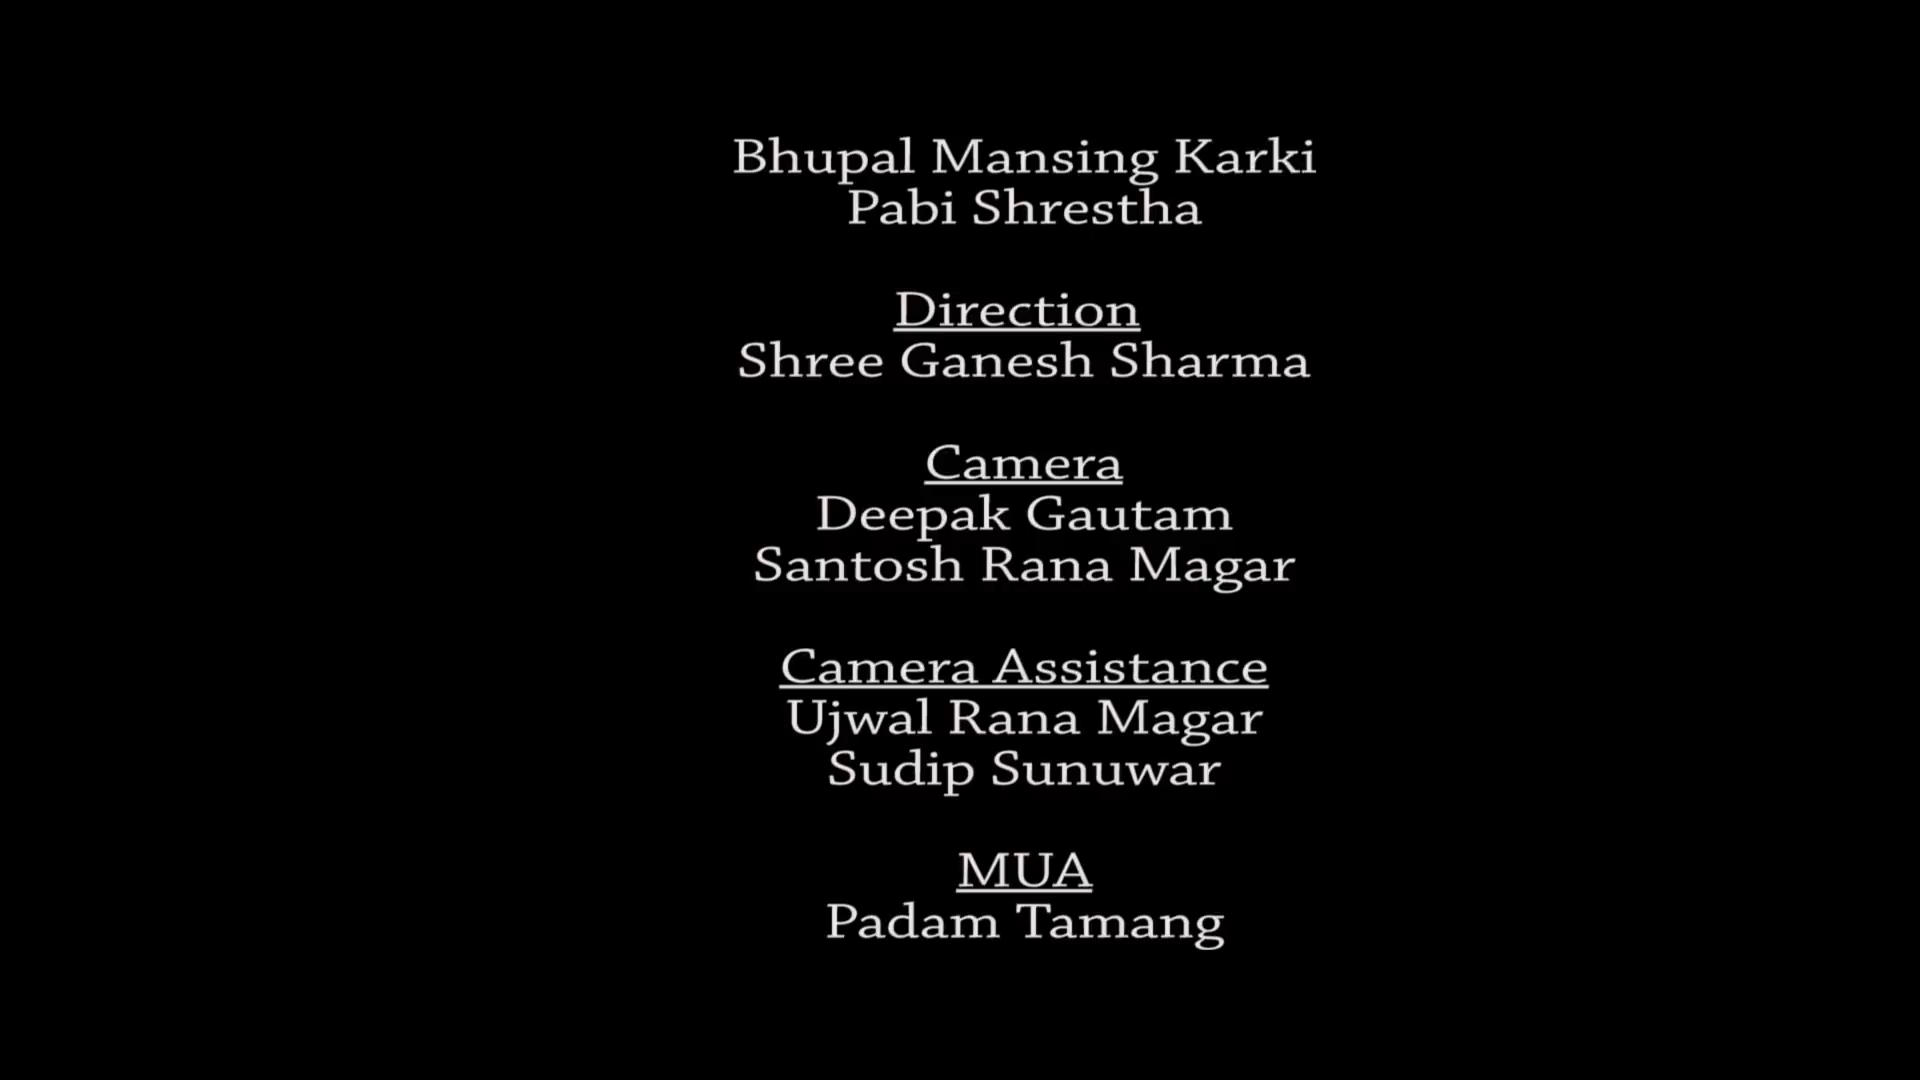 Bhupal Mansing Karki
Pabi Shrestha
Direction
Shree Ganesh Sharma
Camera
Deepak Gautam
Santosh Rana Magar
Camera Assistance
Ujwal Rana Magar
Sudip Sunuwar
MUA
Padam Tamang